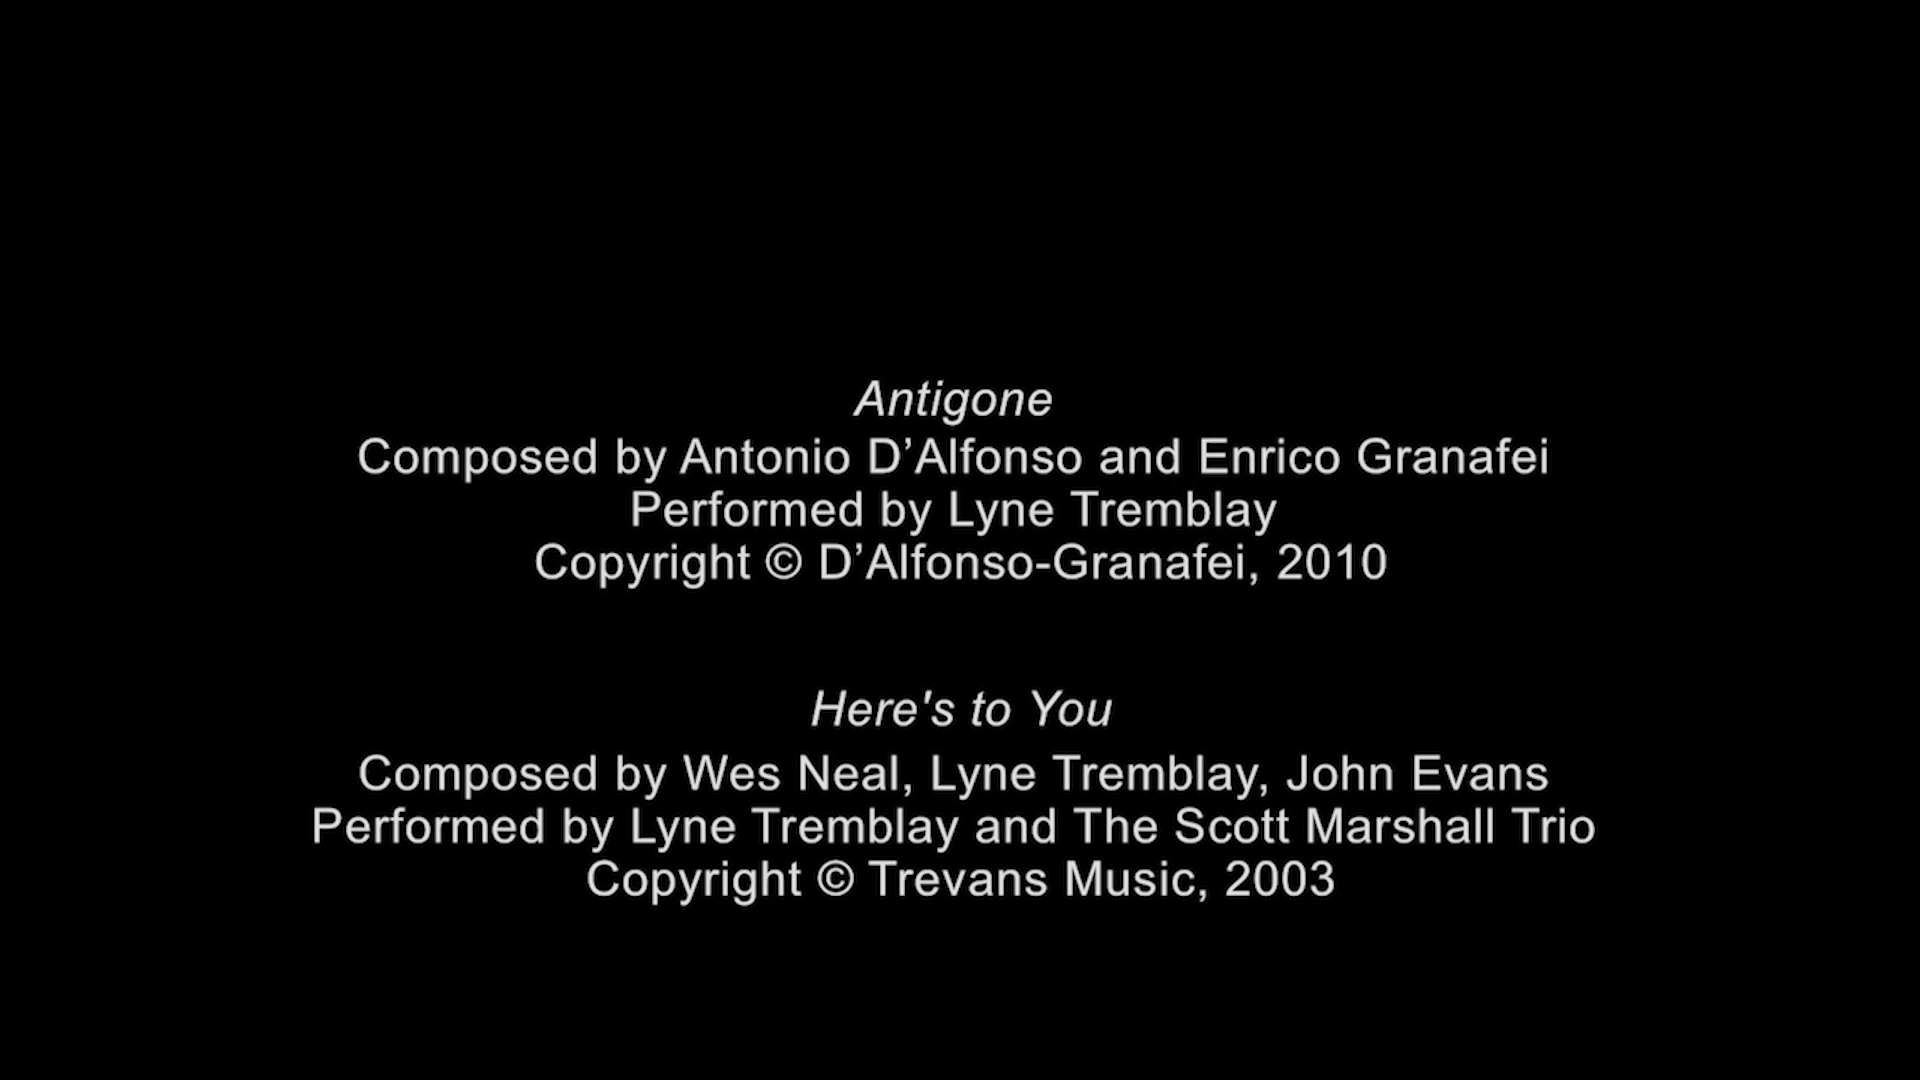 Antigone
Composed by Antonio D’Alfonso and Enrico Granafei
Performed by Lyne Tremblay
Copyright © D’Alfonso-Granafei, 2010
Here's to You
Composed by Wes Neal, Lyne Tremblay, John Evans
Performed by Lyne Tremblay and The Scott Marshall Trio
Copyright © Trevans Music, 2003